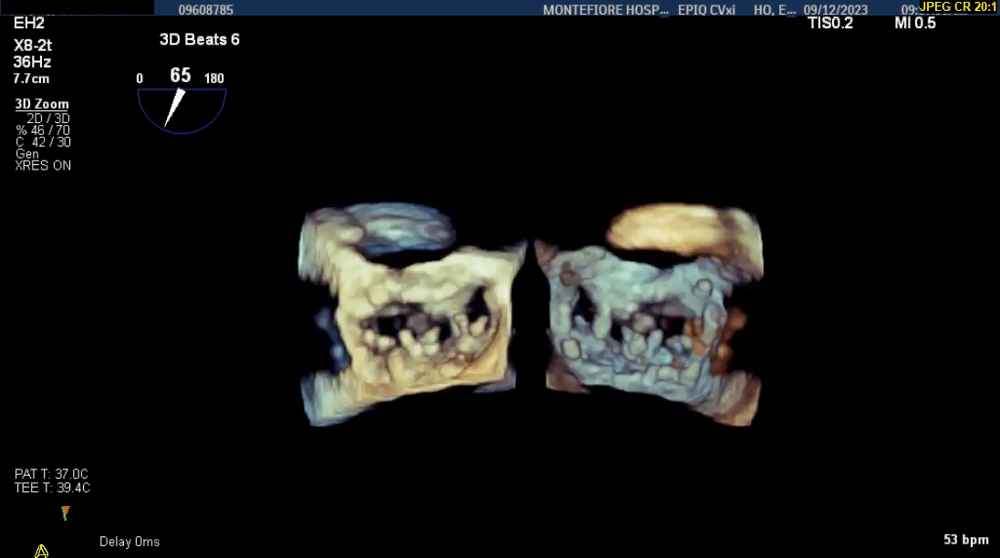 09608785 MONTEFIORE HOSP... EPIQ CVxi HO, E... 09/12/2023 JPEG CR 20:1
EH2
TIS0.2 MI 0.5
X8-2t
3D Beats 6
36Hz
7.7cm
0 65 180
3D Zoom
2D / 3D
% 46 / 70
C 42 / 30
Gen
XRES ON
PAT T: 37.0C
TEE T: 39.4C
Delay 0ms
53 bpm